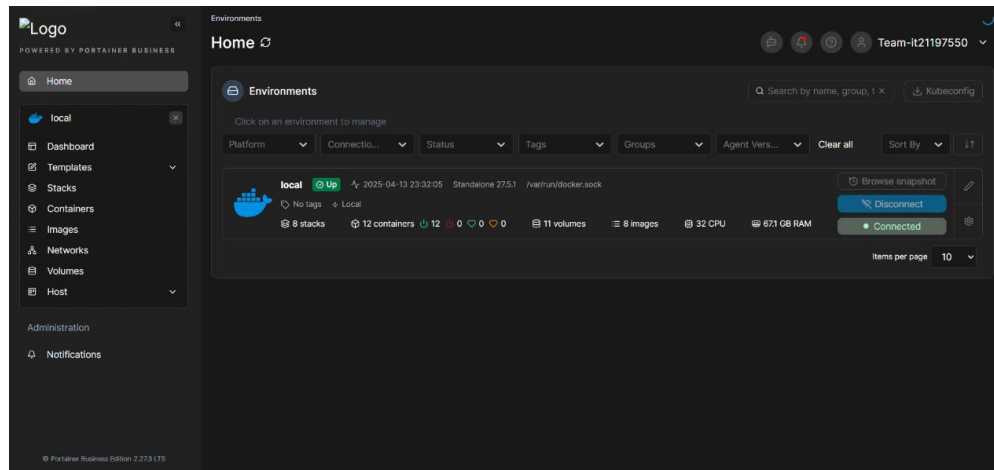 Logo
POWERED BY PORTAINER BUSINESS
Home
local
Dashboard
Templates
Stacks
Containers
Images
Networks
Volumes
Host
Administration
Notifications
© Portainer Business Edition 2.27.3 LTS
Environments
Home
Team-it21197550
Environments
Search by name, group, t
Kubeconfig
Click on an environment to manage
Platform Connectio... Status Tags Groups Agent Vers... Clear all Sort By
local Up 2025-04-13 23:32:05 Standalone 27.5.1 /var/run/docker.sock
No tags Local
8 stacks 12 containers 12 0 0 0 11 volumes 8 images 32 CPU 67.1 GB RAM
Browse snapshot
Disconnect
Connected
Items per page 10